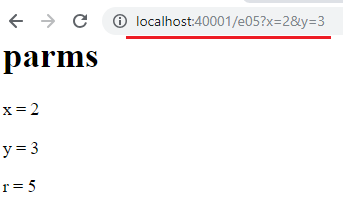 localhost:40001/e05?x=2&y=3
parms
x = 2
y = 3
r = 5